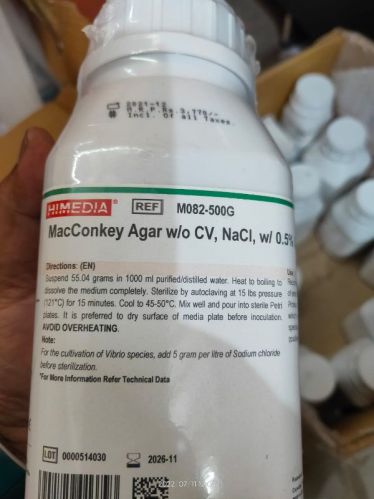 2021-12
M.R.P.Rs.3,770/-
Incl. Of all Taxes.
HIMEDIA® REF M082-500G
MacConkey Agar w/o CV, NaCl, w/ 0.5%
Directions: (EN)
Suspend 55.04 grams in 1000 ml purified/distilled water. Heat to boiling to
dissolve the medium completely. Sterilize by autoclaving at 15 lbs pressure
(121°C) for 15 minutes. Cool to 45-50°C. Mix well and pour into sterile Petri
plates. It is preferred to dry surface of media plate before inoculation.
AVOID OVERHEATING.
Note:
For the cultivation of Vibrio species, add 5 gram per litre of Sodium chloride
before sterilization.
*For More Information Refer Technical Data
LOT 0000514030 2026-11